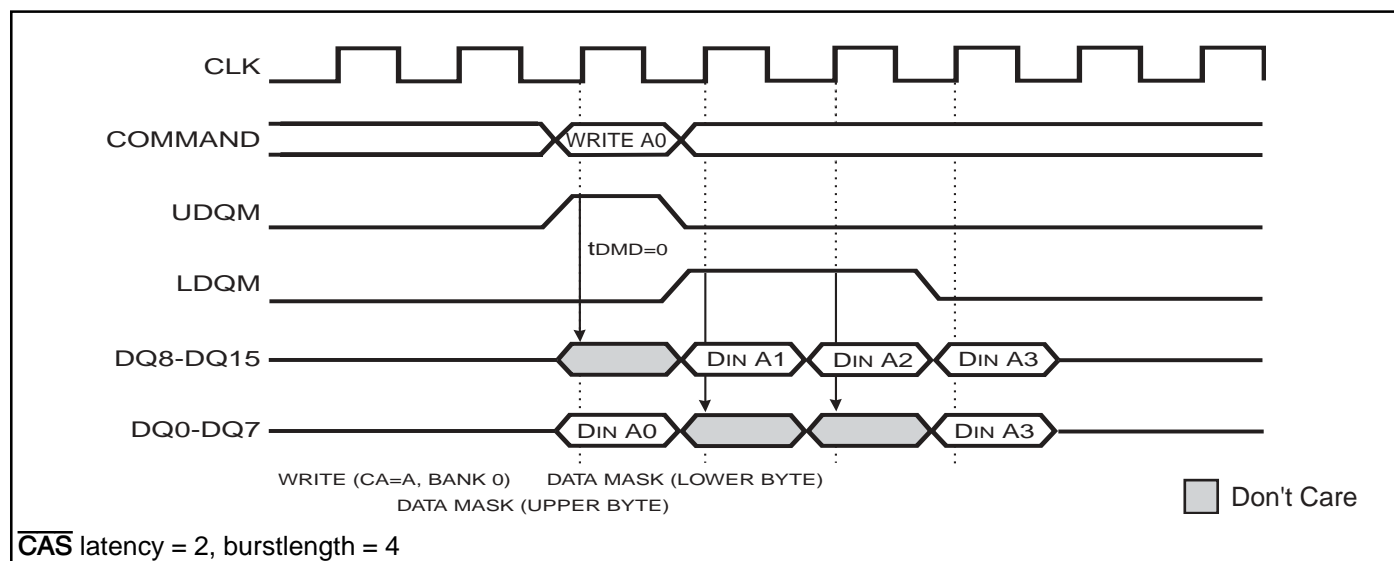 CLK
COMMAND WRITE A0
UDQM
tDMD=0
LDQM
DQ8-DQ15 DIN A1 DIN A2 DIN A3
DQ0-DQ7 DIN A0 DIN A3
WRITE (CA=A, BANK 0) DATA MASK (LOWER BYTE)
DATA MASK (UPPER BYTE)
Don't Care
CAS latency = 2, burstlength = 4